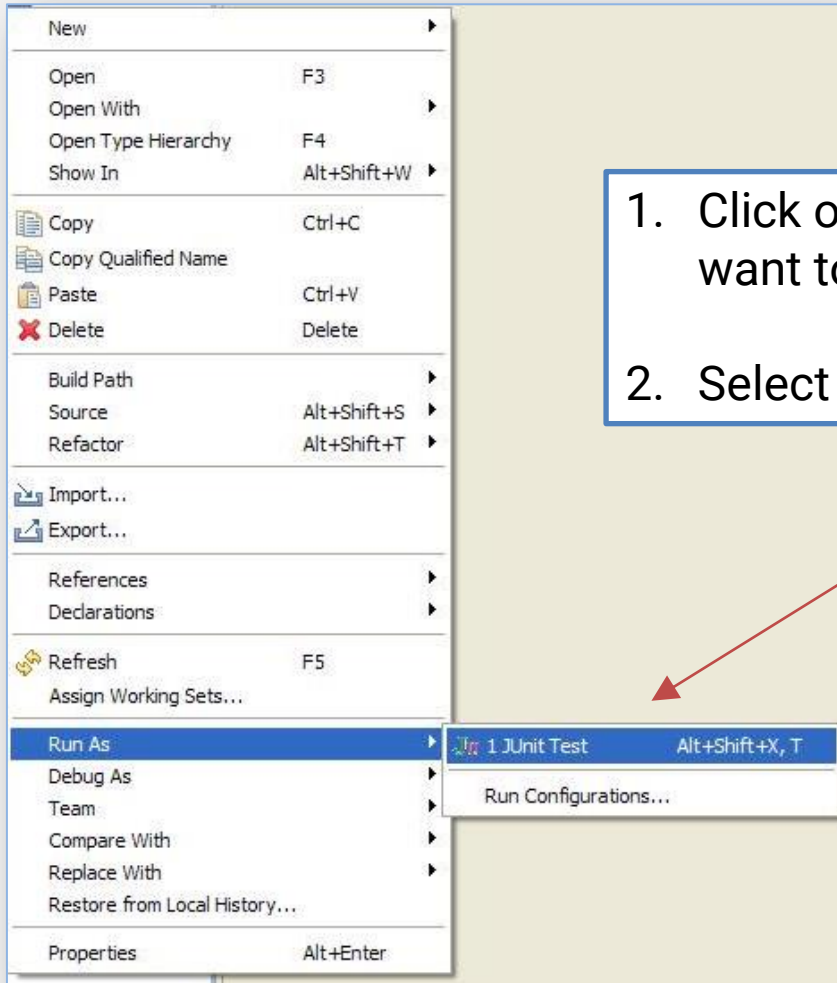 New
Open F3
Open With
Open Type Hierarchy F4
Show In Alt+Shift+W
Copy Ctrl+C
Copy Qualified Name
Paste Ctrl+V
Delete Delete
Build Path
Source Alt+Shift+S
Refactor Alt+Shift+T
Import...
Export...
References
Declarations
Refresh F5
Assign Working Sets...
Run As
Debug As
Team
Compare With
Replace With
Restore from Local History...
Properties Alt+Enter
1 JUnit Test Alt+Shift+X, T
Run Configurations...
1. Click
want
2. Select